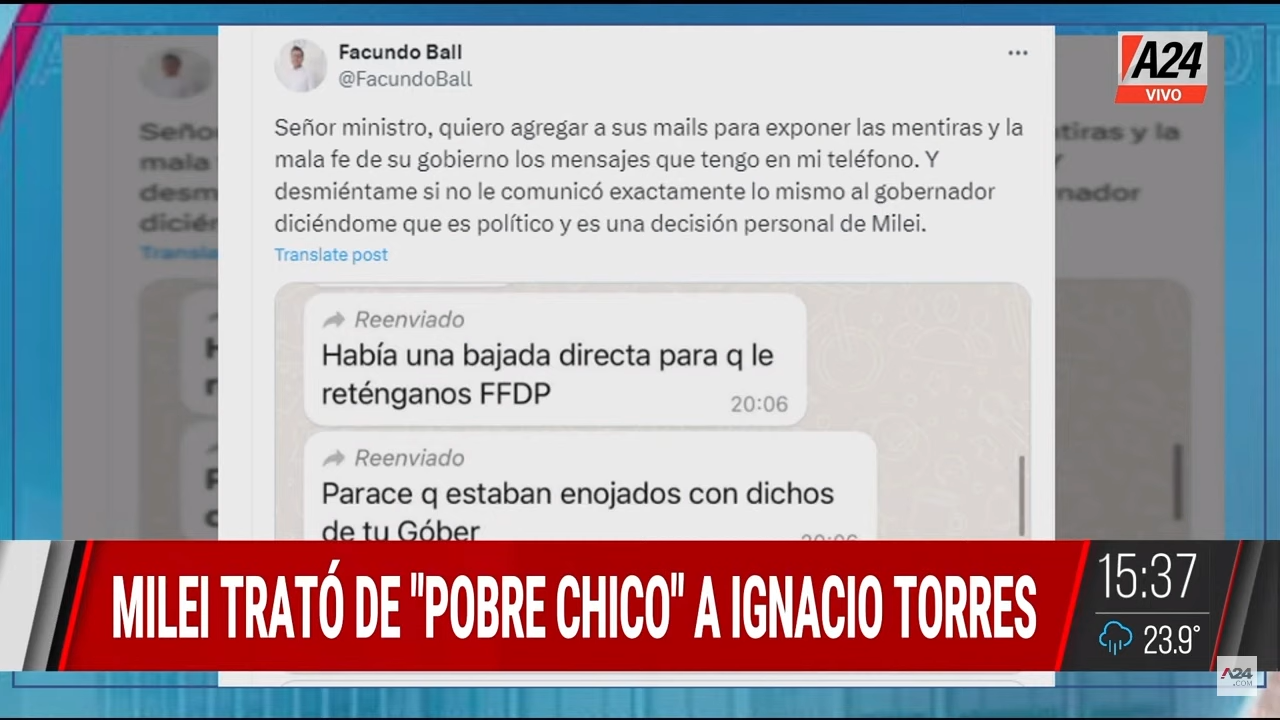 Facundo Ball
@FacundoBall
Señor ministro, quiero agregar a sus mails para exponer las mentiras y la
mala fe de su gobierno los mensajes que tengo en mi teléfono. Y
desmiéntame si no le comunicó exactamente lo mismo al gobernador
diciéndome que es político y es una decisión personal de Milei.
Translate post
Reenviado
Había una bajada directa para q le
reténganos FFDP
20:06
Reenviado
Parace q estaban enojados con dichos
de tu Góber
20:06
A24
VIVO
MILEI TRATÓ DE "POBRE CHICO" A IGNACIO TORRES
15:37
23.9°
A24
.COM